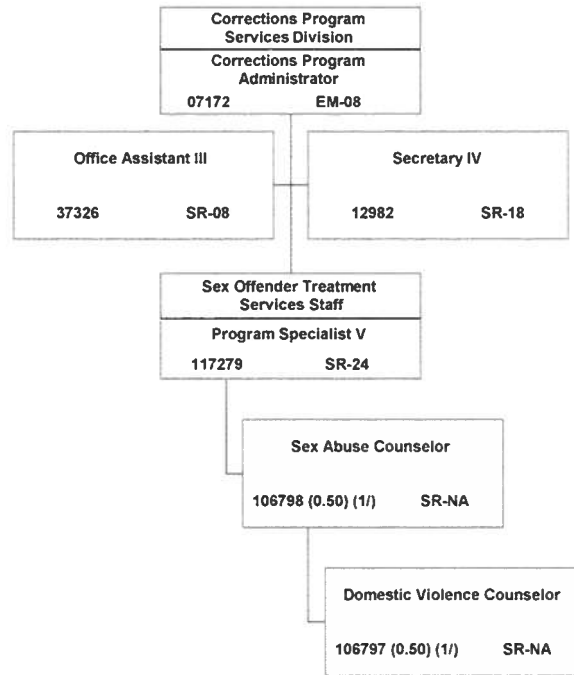 Corrections Program
Services Division
Corrections Program
Administrator
07172 EM-08
Office Assistant III
37326 SR-08
Secretary IV
12982 SR-18
Sex Offender Treatment
Services Staff
Program Specialist V
117279 SR-24
Sex Abuse Counselor
106798 (0.50) (1/) SR-NA
Domestic Violence Counselor
106797 (0.50) (1/) SR-NA